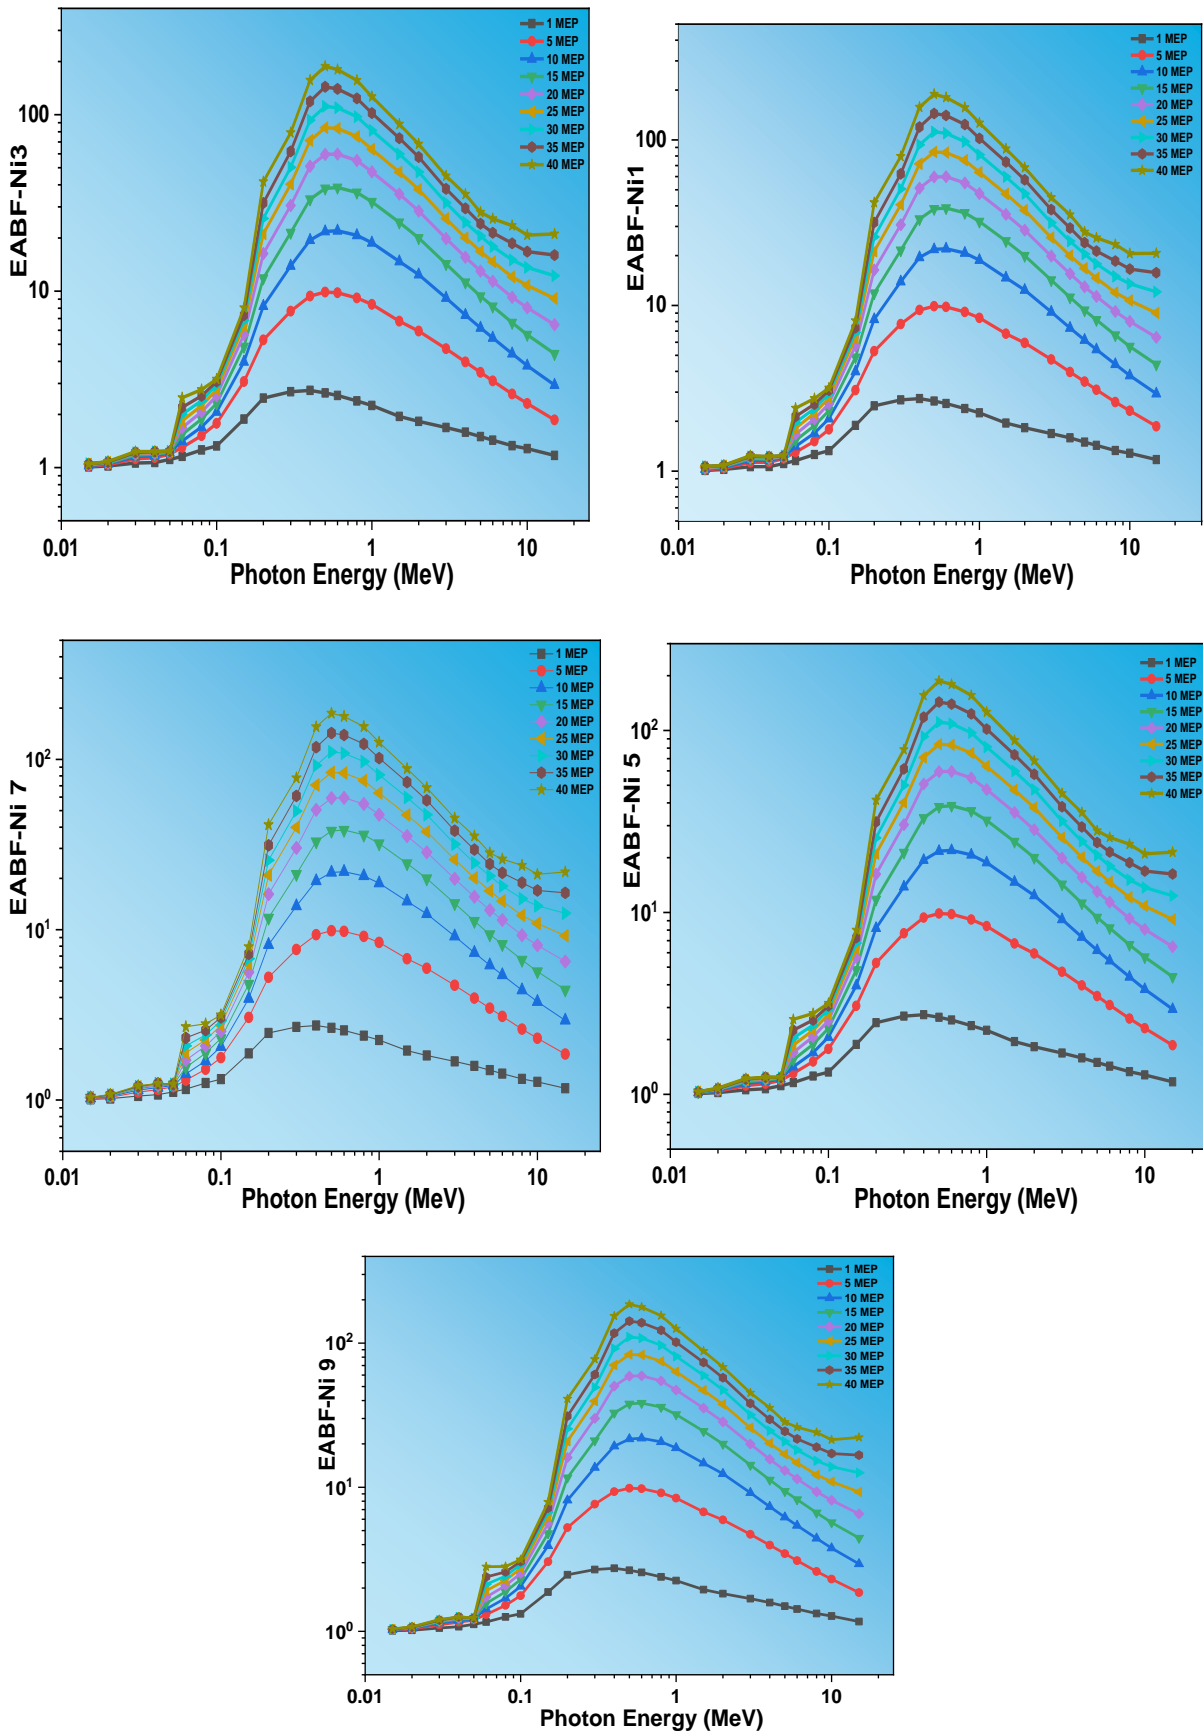 EABF-Ni3
100
10
1
0.01
0.1
1
10
Photon Energy (MeV)
1 MEP
5 MEP
10 MEP
15 MEP
20 MEP
25 MEP
30 MEP
35 MEP
40 MEP
EABF-Ni1
100
10
1
0.01
0.1
1
10
Photon Energy (MeV)
1 MEP
5 MEP
10 MEP
15 MEP
20 MEP
25 MEP
30 MEP
35 MEP
40 MEP
EABF-Ni 7
10²
10¹
10⁰
0.01
0.1
1
10
Photon Energy (MeV)
1 MEP
5 MEP
10 MEP
15 MEP
20 MEP
25 MEP
30 MEP
35 MEP
40 MEP
EABF-Ni 5
10²
10¹
10⁰
0.01
0.1
1
10
Photon Energy (MeV)
1 MEP
5 MEP
10 MEP
15 MEP
20 MEP
25 MEP
30 MEP
35 MEP
40 MEP
EABF-Ni 9
10²
10¹
10⁰
0.01
0.1
1
10
Photon Energy (MeV)
1 MEP
5 MEP
10 MEP
15 MEP
20 MEP
25 MEP
30 MEP
35 MEP
40 MEP